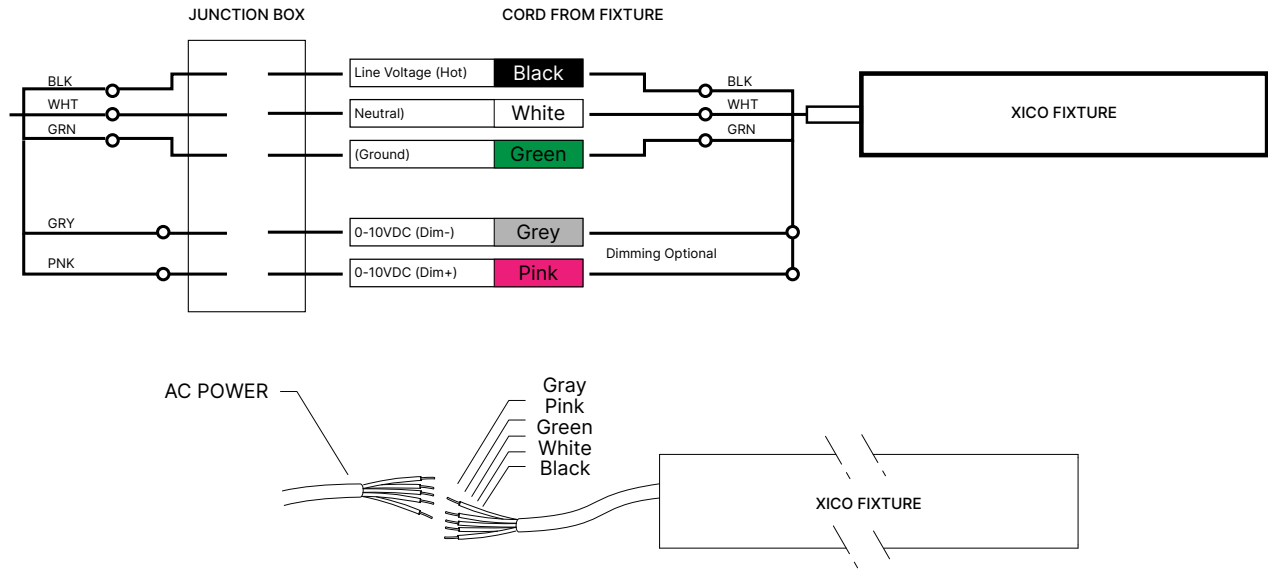 JUNCTION BOX
CORD FROM FIXTURE
BLK
WHT
GRN
GRY
PNK
Line Voltage (Hot) Black
Neutral) White
(Ground) Green
0-10VDC (Dim-) Grey
0-10VDC (Dim+) Pink
Dimming Optional
BLK
WHT
GRN
XICO FIXTURE
AC POWER
Gray
Pink
Green
White
Black
XICO FIXTURE